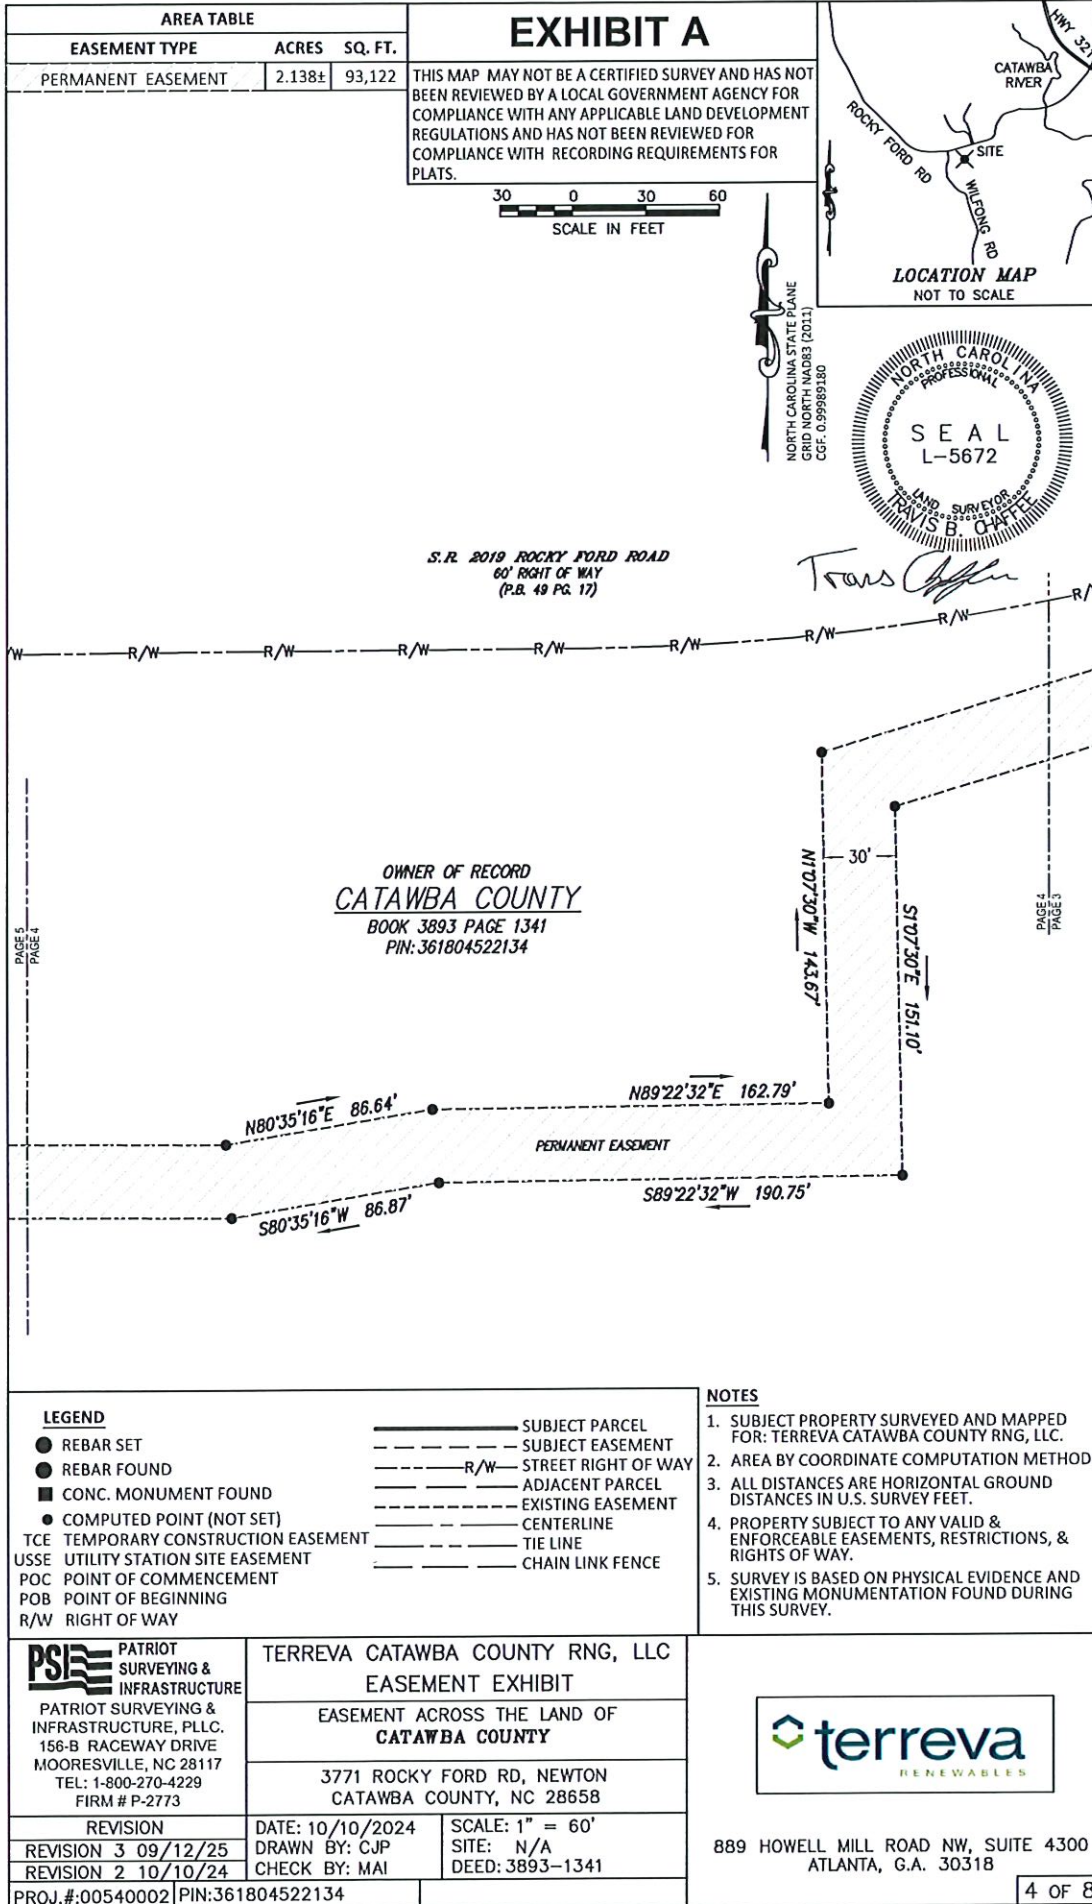 AREA TABLE
EASEMENT TYPE ACRES SQ. FT.
PERMANENT EASEMENT 2.138± 93,122
EXHIBIT A
THIS MAP MAY NOT BE A CERTIFIED SURVEY AND HAS NOT
BEEN REVIEWED BY A LOCAL GOVERNMENT AGENCY FOR
COMPLIANCE WITH ANY APPLICABLE LAND DEVELOPMENT
REGULATIONS AND HAS NOT BEEN REVIEWED FOR
COMPLIANCE WITH RECORDING REQUIREMENTS FOR
PLATS.
30 0 30 60
SCALE IN FEET
HWY 321
CATAWBA
RIVER
ROCKY FORD RD
SITE
WILFONG RD
LOCATION MAP
NOT TO SCALE
NORTH CAROLINA STATE PLANE
GRID NORTH NAD83 (2011)
CGF. 0.99989180
NORTH CAROLINA
PROFESSIONAL
SEAL
L-5672
LAND SURVEYOR
TRAVIS B. CHAFFEE
S.R. 2019 ROCKY FORD ROAD
60' RIGHT OF WAY
(P.B. 49 PG. 17)
Travis Chaffee
W R/W R/W R/W R/W R/W R/W R/W R/
OWNER OF RECORD
CATAWBA COUNTY
BOOK 3893 PAGE 1341
PIN:361804522134
30'
N1°07'30"W 143.67'
S1°07'30"E 151.10'
PAGE 5
PAGE 4
PAGE 4
PAGE 3
N80°35'16"E 86.64'
N89°22'32"E 162.79'
PERMANENT EASEMENT
S80°35'16"W 86.87'
S89°22'32"W 190.75'
LEGEND
REBAR SET
REBAR FOUND
CONC. MONUMENT FOUND
COMPUTED POINT (NOT SET)
TCE TEMPORARY CONSTRUCTION EASEMENT
USSE UTILITY STATION SITE EASEMENT
POC POINT OF COMMENCEMENT
POB POINT OF BEGINNING
R/W RIGHT OF WAY
SUBJECT PARCEL
SUBJECT EASEMENT
R/W STREET RIGHT OF WAY
ADJACENT PARCEL
EXISTING EASEMENT
CENTERLINE
TIE LINE
CHAIN LINK FENCE
NOTES
1. SUBJECT PROPERTY SURVEYED AND MAPPED
FOR: TERREVA CATAWBA COUNTY RNG, LLC.
2. AREA BY COORDINATE COMPUTATION METHOD
3. ALL DISTANCES ARE HORIZONTAL GROUND
DISTANCES IN U.S. SURVEY FEET.
4. PROPERTY SUBJECT TO ANY VALID &
ENFORCEABLE EASEMENTS, RESTRICTIONS, &
RIGHTS OF WAY.
5. SURVEY IS BASED ON PHYSICAL EVIDENCE AND
EXISTING MONUMENTATION FOUND DURING
THIS SURVEY.
PSI PATRIOT
SURVEYING &
INFRASTRUCTURE
PATRIOT SURVEYING &
INFRASTRUCTURE, PLLC.
156-B RACEWAY DRIVE
MOORESVILLE, NC 28117
TEL: 1-800-270-4229
FIRM # P-2773
TERREVA CATAWBA COUNTY RNG, LLC
EASEMENT EXHIBIT
EASEMENT ACROSS THE LAND OF
CATAWBA COUNTY
3771 ROCKY FORD RD, NEWTON
CATAWBA COUNTY, NC 28658
REVISION
REVISION 3 09/12/25
REVISION 2 10/10/24
DATE: 10/10/2024
DRAWN BY: CJP
CHECK BY: MAI
SCALE: 1" = 60'
SITE: N/A
DEED: 3893-1341
PROJ.#:00540002 PIN:361804522134
terreva
RENEWABLES
889 HOWELL MILL ROAD NW, SUITE 4300
ATLANTA, G.A. 30318
4 OF 8